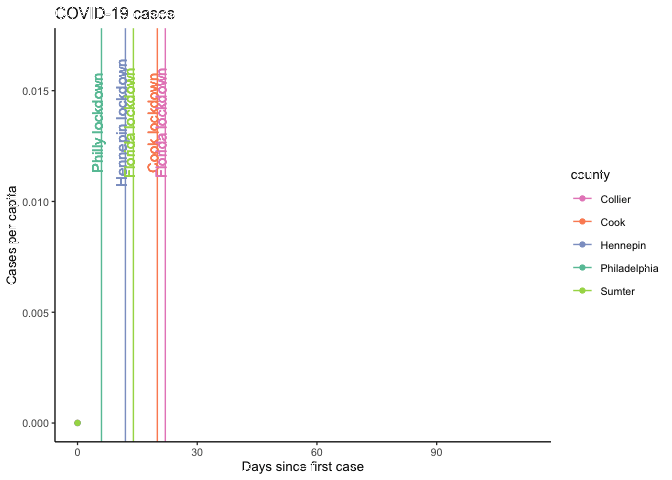 COVID-19 cases
0.015
0.010
0.005
0.000
Cases per capita
Philly lockdown
Hennepin lockdown
Florida lockdown
Cook lockdown
Florida lockdown
0
30
60
90
Days since first case
county
Collier
Cook
Hennepin
Philadelphia
Sumter